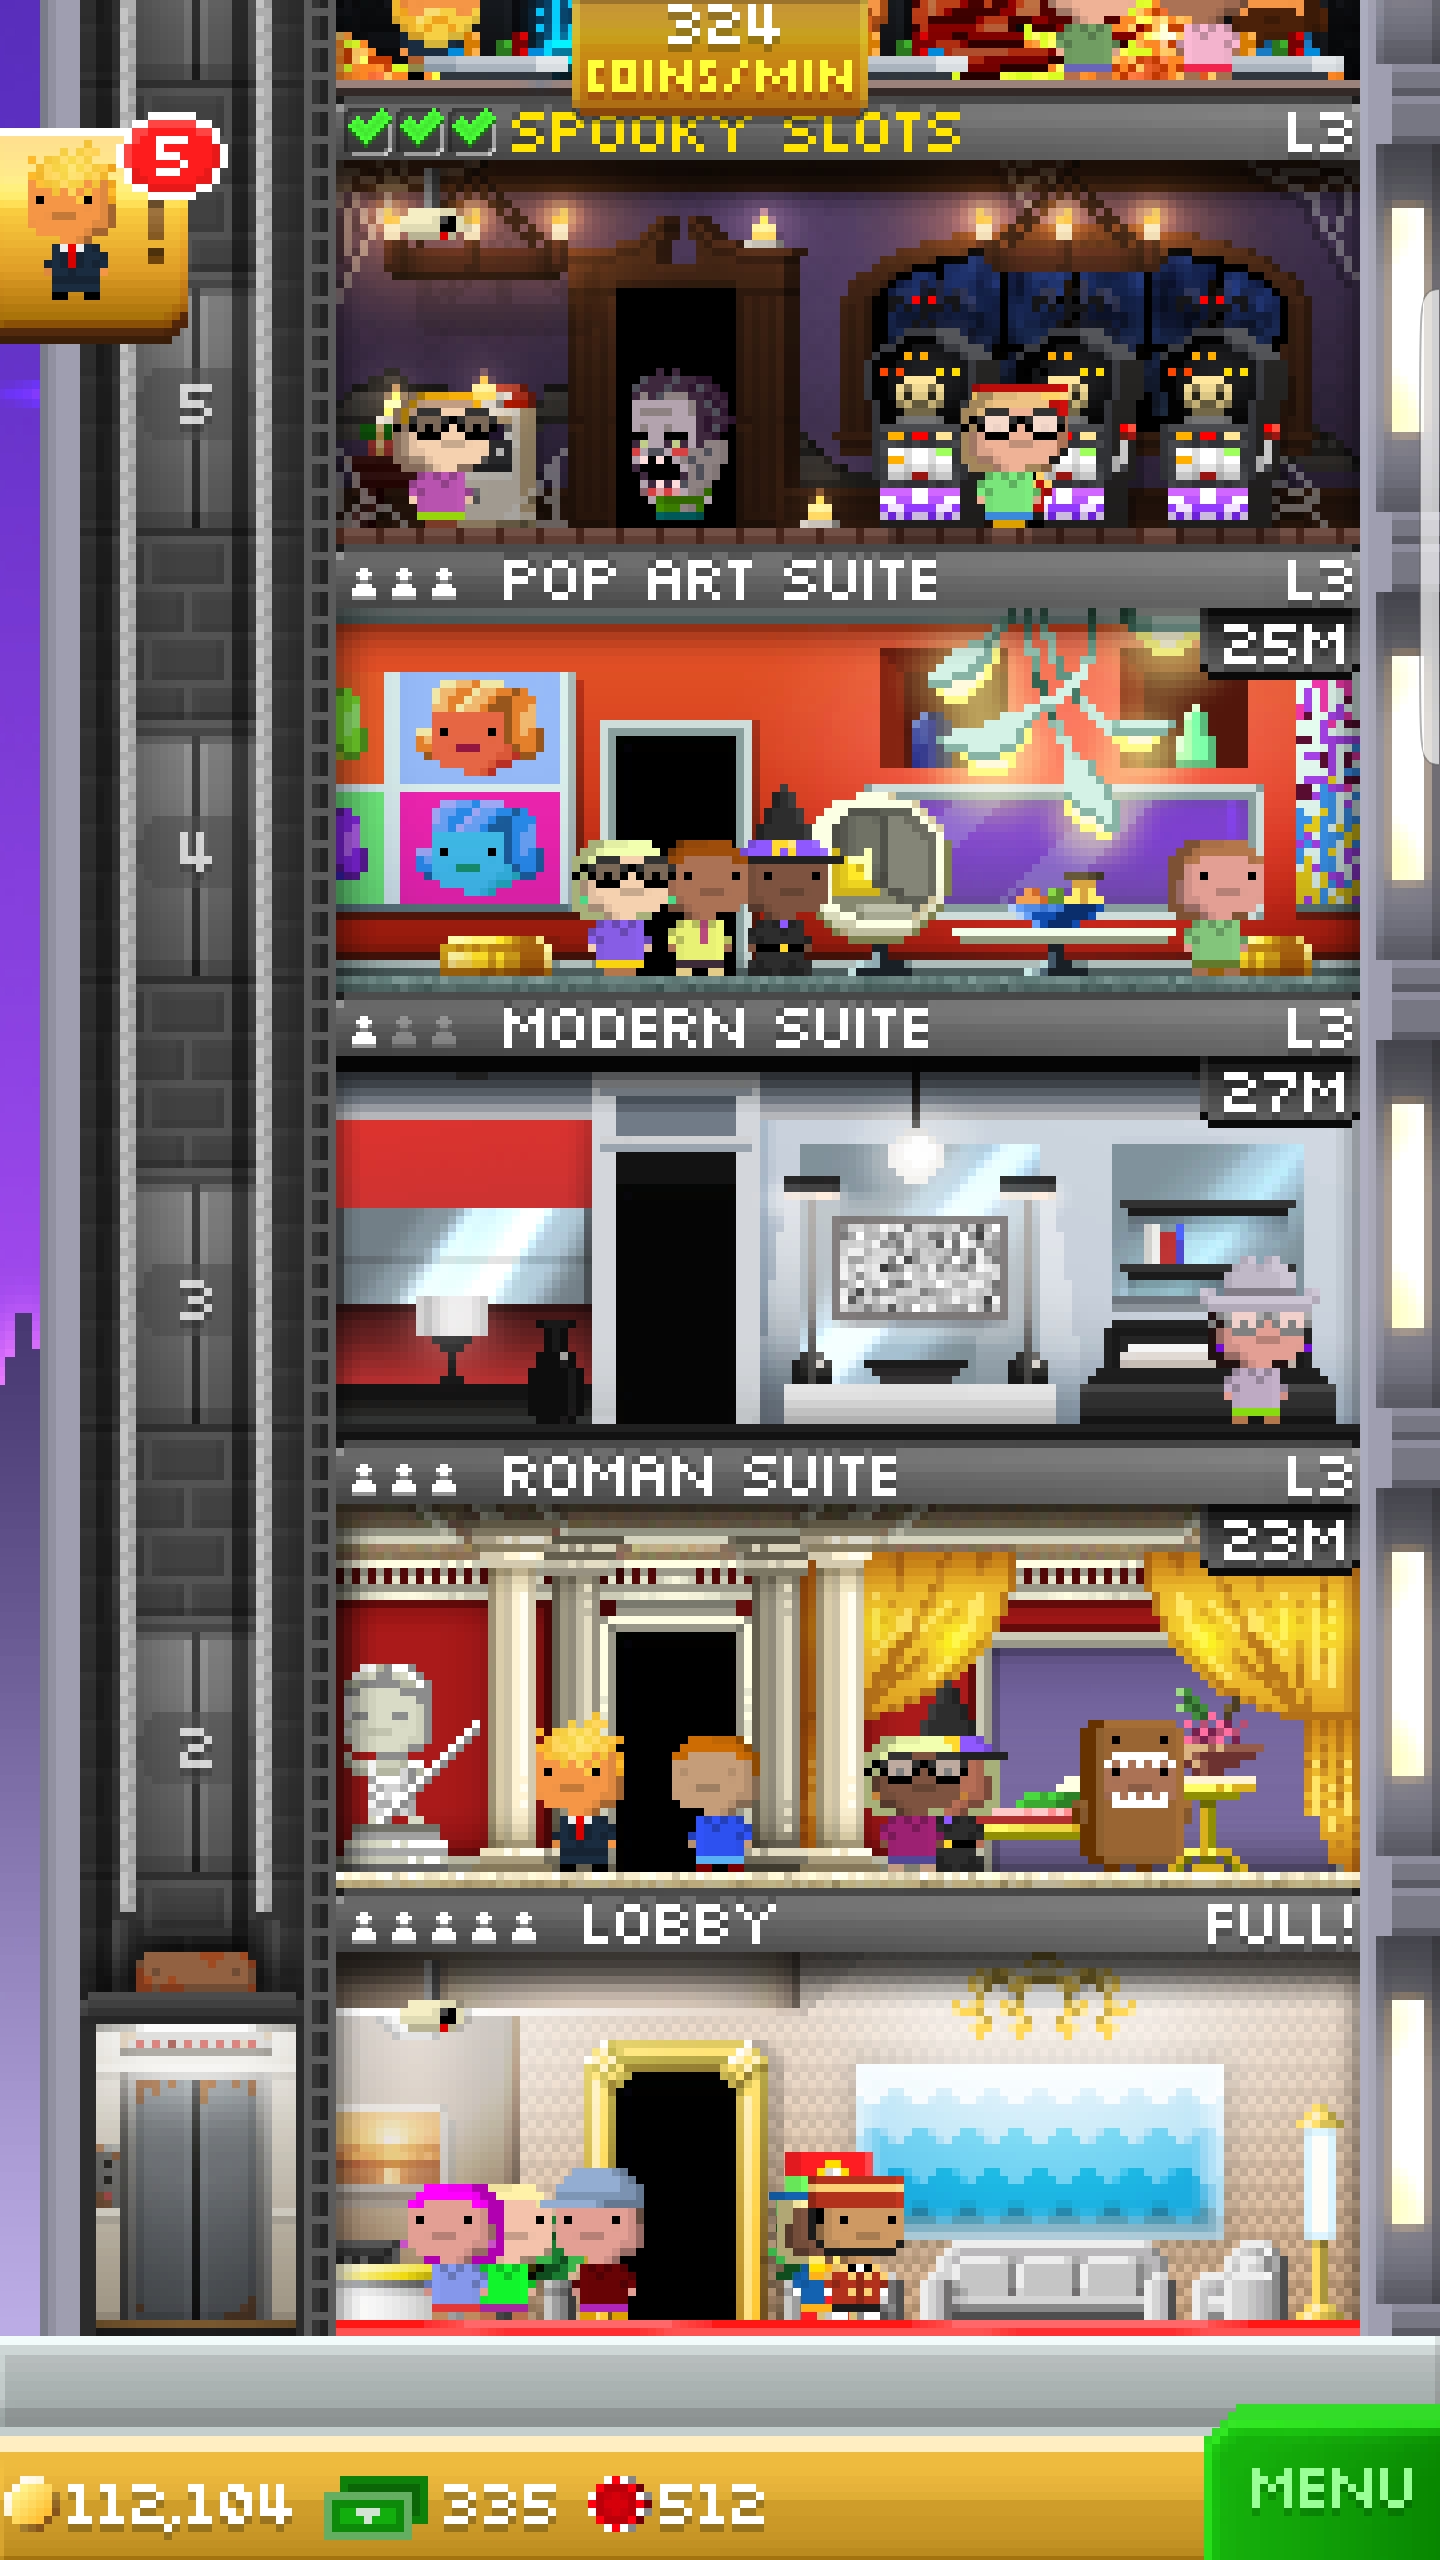 324
COINS/MIN
SPOOKY SLOTS L3
5
!
5
POP ART SUITE L3
25M
4
MODERN SUITE L3
27M
3
ROMAN SUITE L3
23M
2
LOBBY FULL!
112,104 335 512
MENU